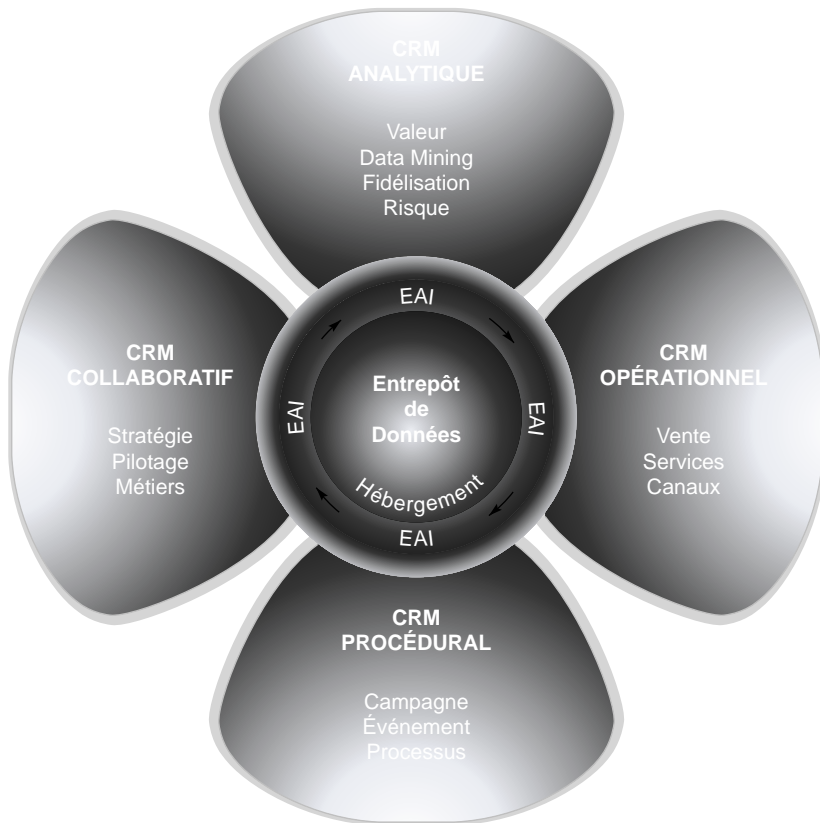 CRM
ANALYTIQUE
Valeur
Data Mining
Fidélisation
Risque
CRM
COLLABORATIF
Stratégie
Pilotage
Métiers
EAI
EAI
Entrepôt
de
Données
Hébergement
EAI
EAI
CRM
OPÉRATIONNEL
Vente
Services
Canaux
CRM
PROCÉDURAL
Campagne
Événement
Processus